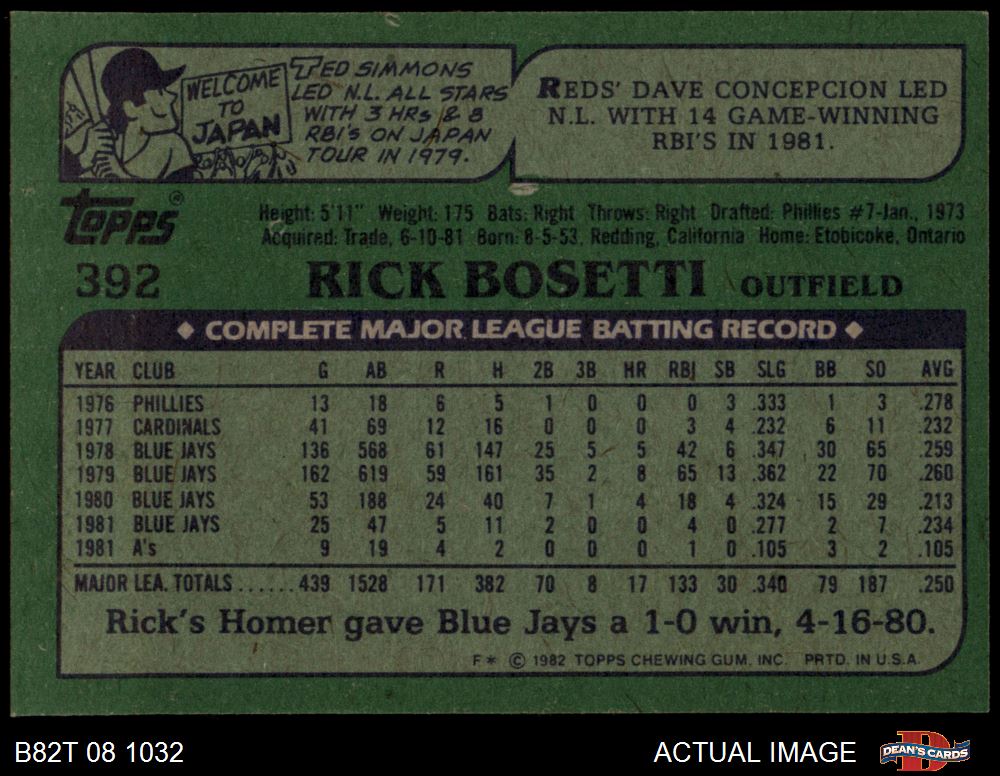 WELCOME
TO
JAPAN
TED SIMMONS
LED N.L. ALL STARS
WITH 3 HRs & 8
RBI'S ON JAPAN
TOUR IN 1979.
REDS' DAVE CONCEPCION LED
N.L. WITH 14 GAME-WINNING
RBI'S IN 1981.
topps®
Height: 5'11" Weight: 175 Bats: Right Throws: Right Drafted: Phillies #7-Jan., 1973
Acquired: Trade, 6-10-81 Born: 8-5-53, Redding, California Home: Etobicoke, Ontario
392 RICK BOSETTI OUTFIELD
◆ COMPLETE MAJOR LEAGUE BATTING RECORD ◆
YEAR CLUB G AB R H 2B 3B HR RBI SB SLG BB SO AVG
1976 PHILLIES 13 18 6 5 1 0 0 0 3 .333 1 3 .278
1977 CARDINALS 41 69 12 16 0 0 0 3 4 .232 6 11 .232
1978 BLUE JAYS 136 568 61 147 25 5 5 42 6 .347 30 65 .259
1979 BLUE JAYS 162 619 59 161 35 2 8 65 13 .362 22 70 .260
1980 BLUE JAYS 53 188 24 40 7 1 4 18 4 .324 15 29 .213
1981 BLUE JAYS 25 47 5 11 2 0 0 4 0 .277 2 7 .234
1981 A's 9 19 4 2 0 0 0 1 0 .105 3 2 .105
MAJOR LEA. TOTALS ...... 439 1528 171 382 70 8 17 133 30 .340 79 187 .250
Rick's Homer gave Blue Jays a 1-0 win, 4-16-80.
F* © 1982 TOPPS CHEWING GUM, INC. PRTD. IN U.S.A.
B82T 08 1032
ACTUAL IMAGE
D
DEAN'S CARDS